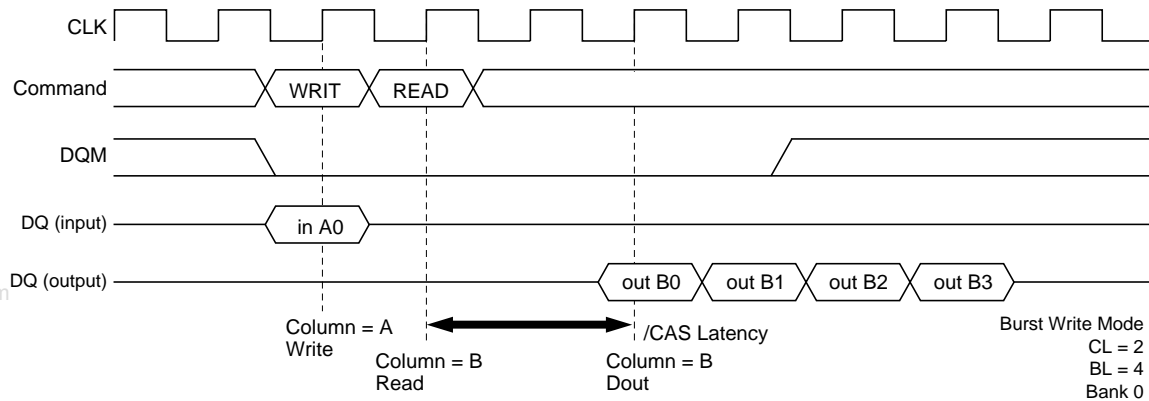 CLK
Command
WRIT
READ
DQM
DQ (input)
in A0
DQ (output)
out B0
out B1
out B2
out B3
n
Column = A
Write
/CAS Latency
Column = B
Read
Column = B
Dout
Burst Write Mode
CL = 2
BL = 4
Bank 0